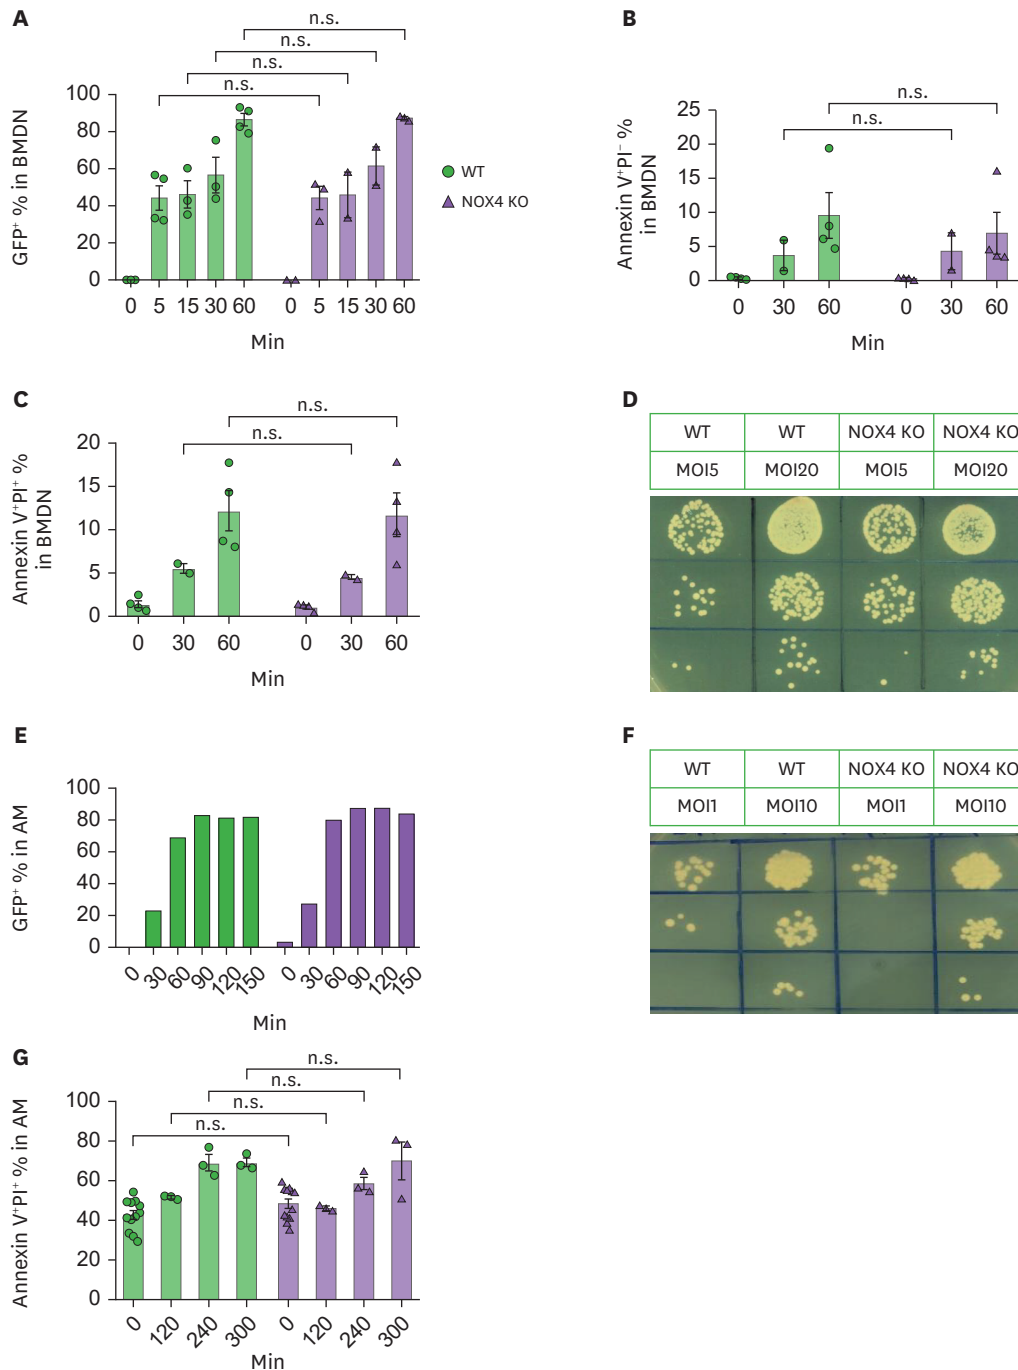 A
n.s.
n.s.
n.s.
n.s.
GFP⁺ % in BMDN
100
80
60
40
20
0
0 5 15 30 60 0 5 15 30 60
Min
WT
NOX4 KO
B
n.s.
n.s.
Annexin V⁺PI⁻ %
in BMDN
25
20
15
10
5
0
0 30 60 0 30 60
Min
C
n.s.
n.s.
Annexin V⁺PI⁺ %
in BMDN
20
15
10
5
0
0 30 60 0 30 60
Min
D
WT WT NOX4 KO NOX4 KO
MOI5 MOI20 MOI5 MOI20
E
GFP⁺ % in AM
100
80
60
40
20
0
0 30 60 90 120 150 0 30 60 90 120 150
Min
F
WT WT NOX4 KO NOX4 KO
MOI1 MOI10 MOI1 MOI10
G
n.s.
n.s.
n.s.
n.s.
Annexin V⁺PI⁺ % in AM
100
80
60
40
20
0
0 120 240 300 0 120 240 300
Min